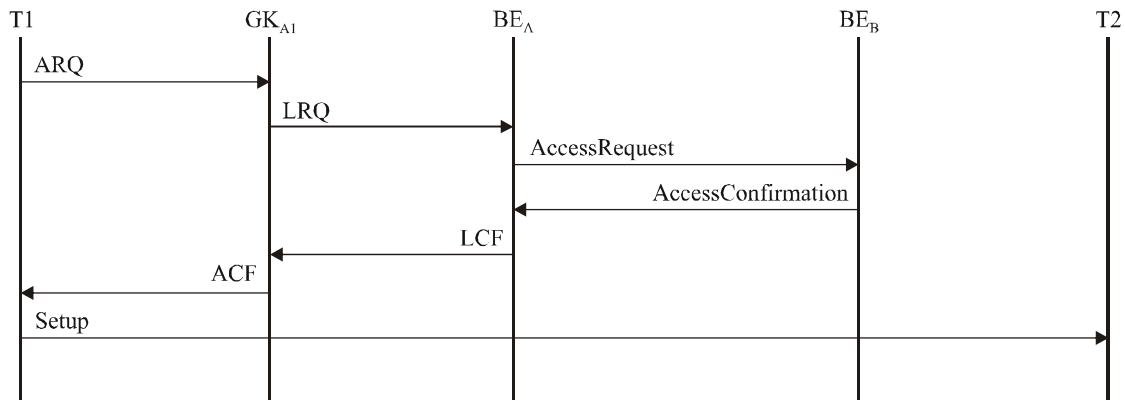 T1 GK_A1 BE_A BE_B T2
ARQ
LRQ
AccessRequest
AccessConfirmation
LCF
ACF
Setup